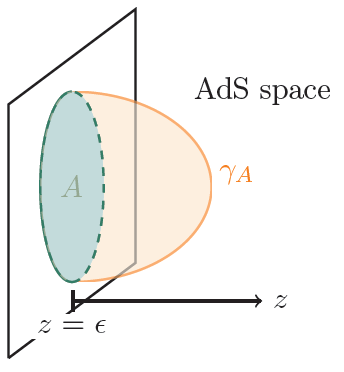 AdS space
γ_A
A
z
z = ϵ